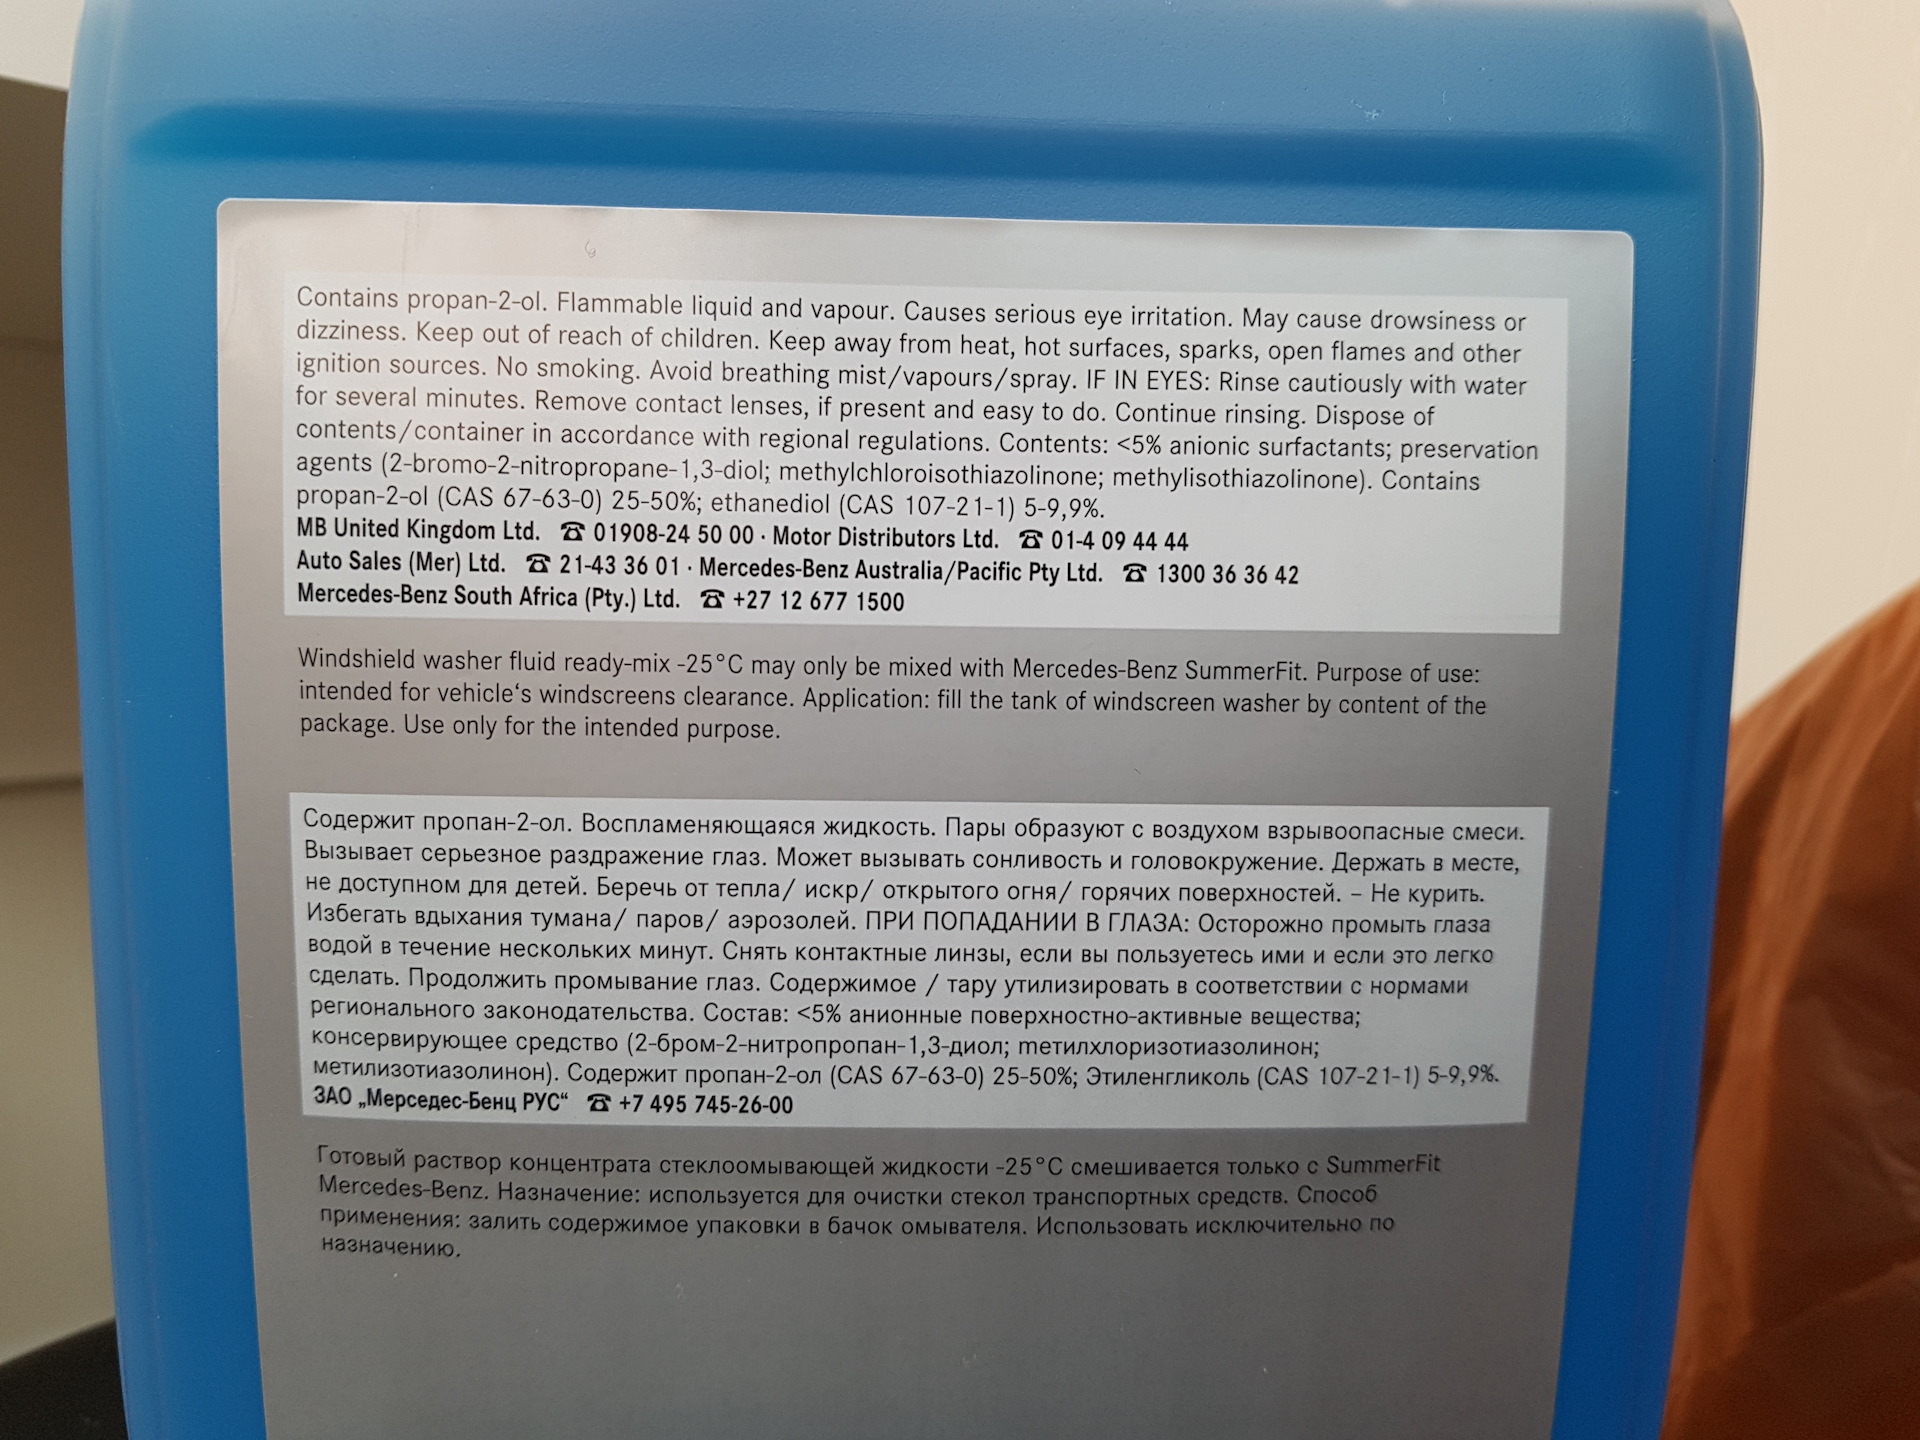 Contains propan-2-ol. Flammable liquid and vapour. Causes serious eye irritation. May cause drowsiness or
dizziness. Keep out of reach of children. Keep away from heat, hot surfaces, sparks, open flames and other
ignition sources. No smoking. Avoid breathing mist/vapours/spray. IF IN EYES: Rinse cautiously with water
for several minutes. Remove contact lenses, if present and easy to do. Continue rinsing. Dispose of
contents/container in accordance with regional regulations. Contents: <5% anionic surfactants; preservation
agents (2-bromo-2-nitropropane-1,3-diol; methylchloroisothiazolinone; methylisothiazolinone). Contains
propan-2-ol (CAS 67-63-0) 25-50%; ethanediol (CAS 107-21-1) 5-9,9%.
MB United Kingdom Ltd. ☎ 01908-24 50 00 · Motor Distributors Ltd. ☎ 01-4 09 44 44
Auto Sales (Mer) Ltd. ☎ 21-43 36 01 · Mercedes-Benz Australia/Pacific Pty Ltd. ☎ 1300 36 36 42
Mercedes-Benz South Africa (Pty.) Ltd. ☎ +27 12 677 1500
Windshield washer fluid ready-mix -25°C may only be mixed with Mercedes-Benz SummerFit. Purpose of use:
intended for vehicle‘s windscreens clearance. Application: fill the tank of windscreen washer by content of the
package. Use only for the intended purpose.
Содержит пропан-2-ол. Воспламеняющаяся жидкость. Пары образуют с воздухом взрывоопасные смеси.
Вызывает серьезное раздражение глаз. Может вызывать сонливость и головокружение. Держать в месте,
не доступном для детей. Беречь от тепла/ искр/ открытого огня/ горячих поверхностей. – Не курить.
Избегать вдыхания тумана/ паров/ аэрозолей. ПРИ ПОПАДАНИИ В ГЛАЗА: Осторожно промыть глаза
водой в течение нескольких минут. Снять контактные линзы, если вы пользуетесь ими и если это легко
сделать. Продолжить промывание глаз. Содержимое / тару утилизировать в соответствии с нормами
регионального законодательства. Состав: <5% анионные поверхностно-активные вещества;
консервирующее средство (2-бром-2-нитропропан-1,3-диол; метилхлоризотиазолинон;
метилизотиазолинон). Содержит пропан-2-ол (CAS 67-63-0) 25-50%; Этиленгликоль (CAS 107-21-1) 5-9,9%.
ЗАО „Мерседес-Бенц РУС“ ☎ +7 495 745-26-00
Готовый раствор концентрата стеклоомывающей жидкости -25°C смешивается только с SummerFit
Mercedes-Benz. Назначение: используется для очистки стекол транспортных средств. Способ
применения: залить содержимое упаковки в бачок омывателя. Использовать исключительно по
назначению.